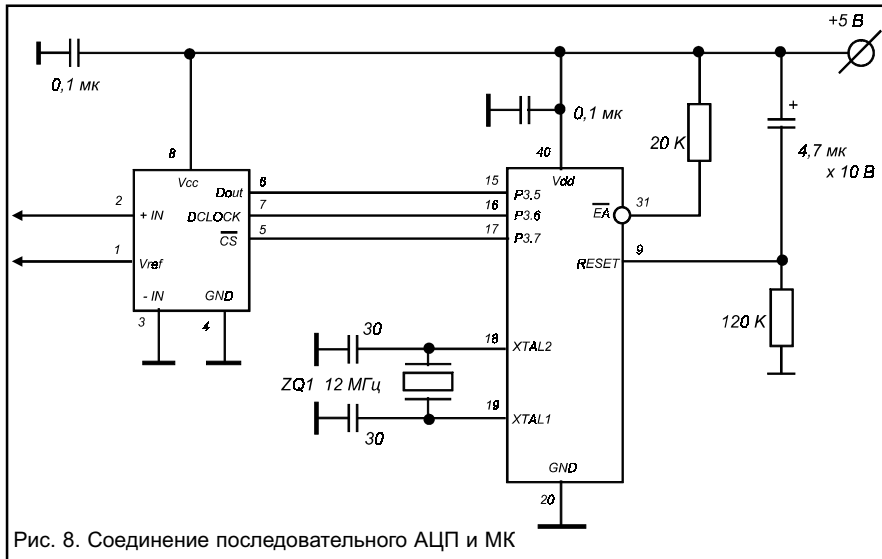 +5 В
0,1 мк
0,1 мк
20 К
+
4,7 мк
х 10 В
8
Vcc
2
+ IN
1
Vref
- IN
GND
3
4
Dout
6
DCLOCK
7
CS
5
40
Vdd
15
P3.5
16
P3.6
17
P3.7
EA
31
RESET
9
120 К
30
18
XTAL2
ZQ1 12 МГц
19
XTAL1
30
GND
20
Рис. 8. Соединение последовательного АЦП и МК